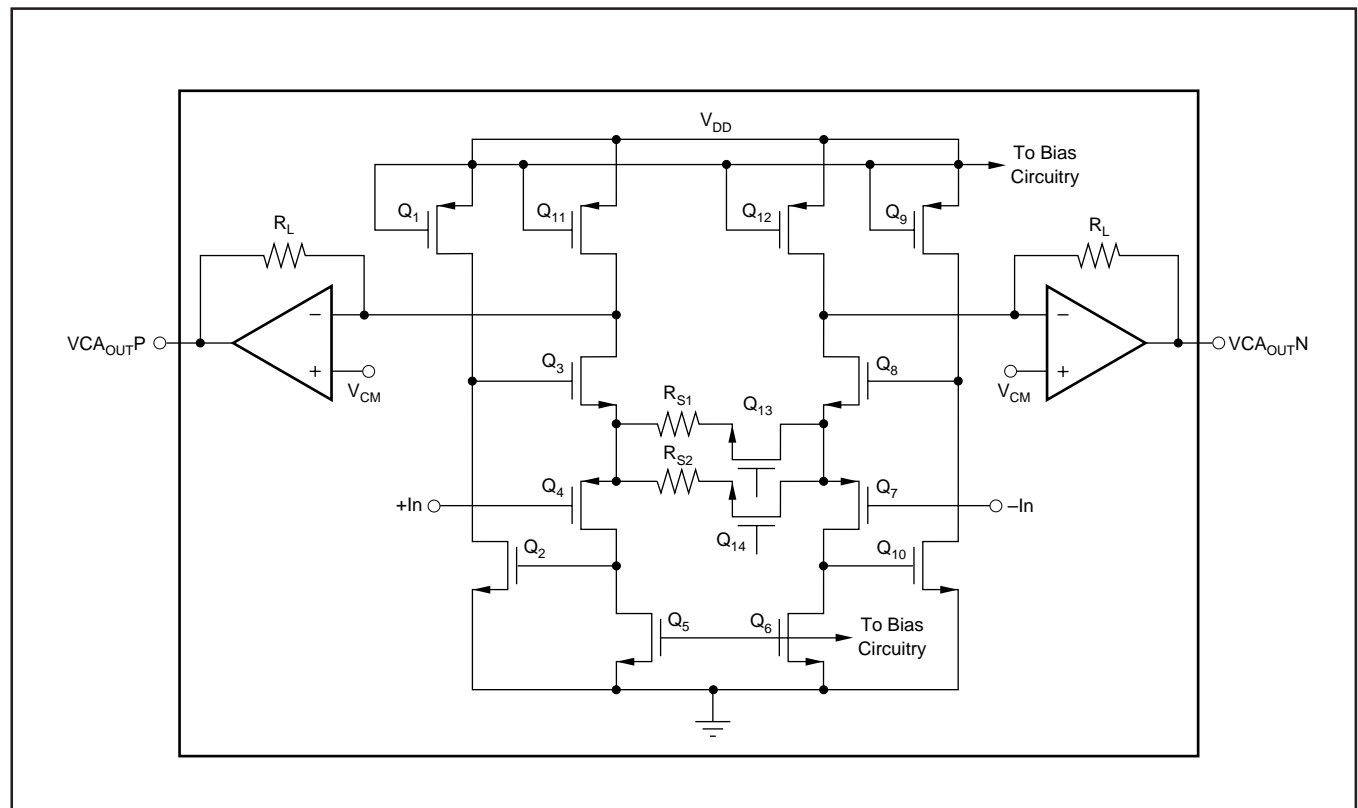 V_DD
To Bias
Circuitry
Q_1
Q_11
Q_12
Q_9
R_L
R_L
−
−
VCA_OUTP
VCA_OUTN
+
+
V_CM
V_CM
Q_3
Q_8
R_S1
Q_13
R_S2
Q_4
Q_7
+In
–In
Q_14
Q_2
Q_10
Q_5
Q_6
To Bias
Circuitry